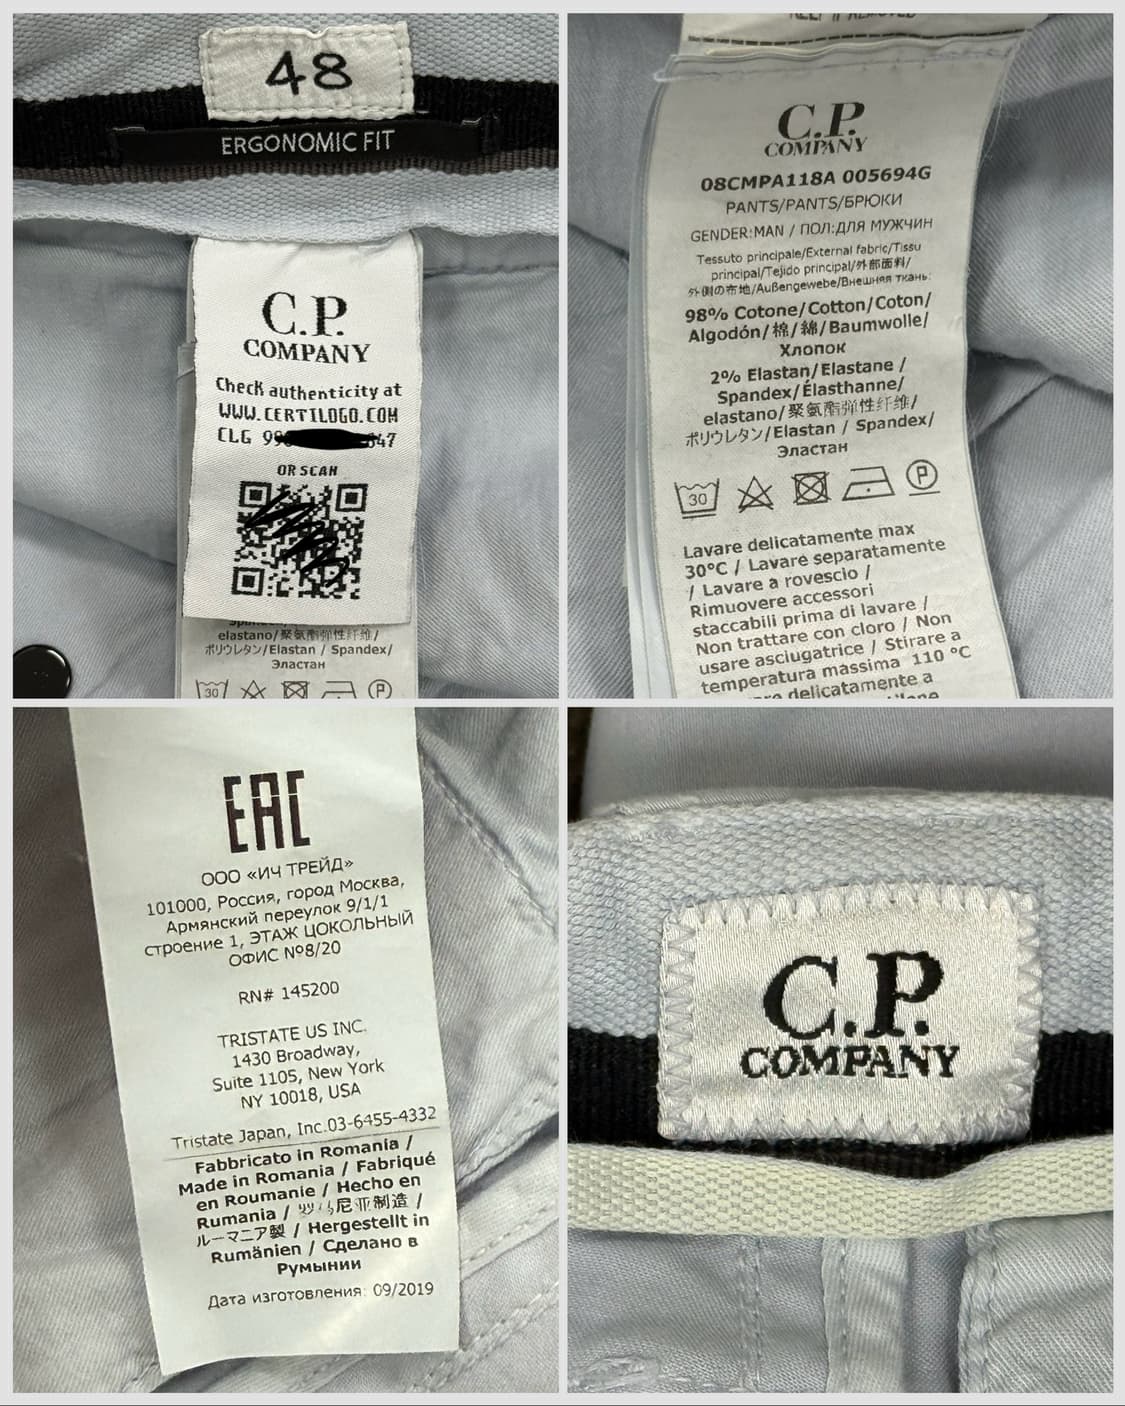 48
ERGONOMIC FIT
C.P.
COMPANY
Check authenticity at
WWW.CERTILOGO.COM
CLG 99 647
OR SCAN
elastano/聚氨酯弹性纤维/
ポリウレタン/Elastan / Spandex/
Эластан
30
P
KEEP IF REMOVED
C.P.
COMPANY
08CMPA118A 005694G
PANTS/PANTS/БРЮКИ
GENDER:MAN / ПОЛ:ДЛЯ МУЖЧИН
Tessuto principale/External fabric/Tissu
principal/Tejido principal/外部面料/
外側の布地/Außengewebe/Внешняя ткань:
98% Cotone/Cotton/Coton/
Algodón/棉/綿/Baumwolle/
Хлопок
2% Elastan/Elastane /
Spandex/Élasthanne/
elastano/聚氨酯弹性纤维/
ポリウレタン/Elastan / Spandex/
Эластан
30
P
Lavare delicatamente max
30°C / Lavare separatamente
/ Lavare a rovescio /
Rimuovere accessori
staccabili prima di lavare /
Non trattare con cloro / Non
usare asciugatrice / Stirare a
temperatura massima 110 °C
delicatamente a
EAC
ООО «ИЧ ТРЕЙД»
101000, Россия, город Москва,
Армянский переулок 9/1/1
строение 1, ЭТАЖ ЦОКОЛЬНЫЙ
ОФИС №8/20
RN# 145200
TRISTATE US INC.
1430 Broadway,
Suite 1105, New York
NY 10018, USA
Tristate Japan, Inc.03-6455-4332
Fabbricato in Romania /
Made in Romania / Fabriqué
en Roumanie / Hecho en
Rumania / 尼亚制造 /
ルーマニア製 / Hergestellt in
Rumänien / Сделано в
Румынии
Дата изготовления: 09/2019
C.P.
COMPANY